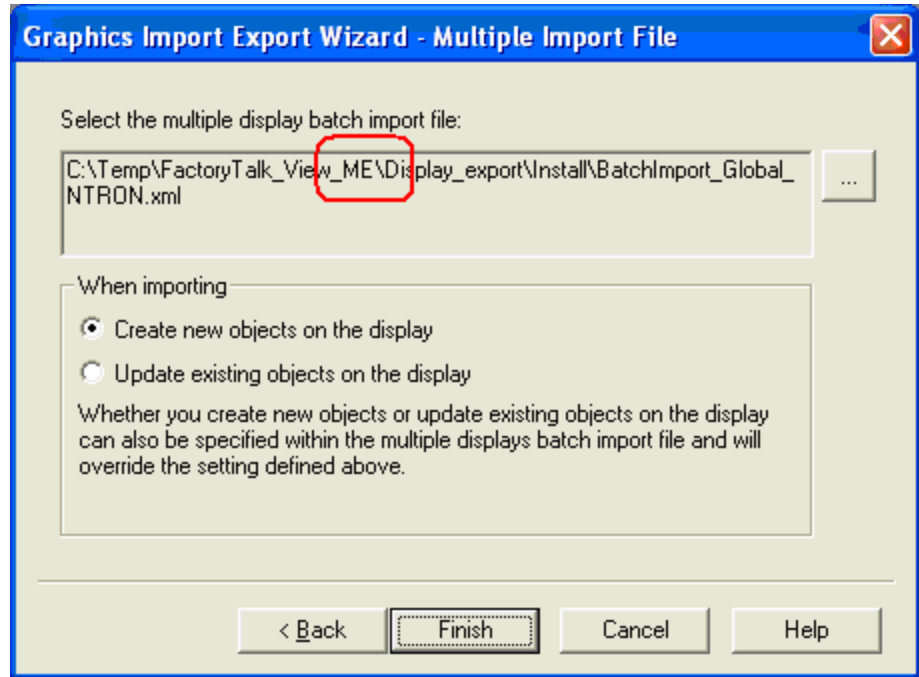 Graphics Import Export Wizard - Multiple Import File
Select the multiple display batch import file:
C:\Temp\FactoryTalk_View_ME\Display_export\Install\BatchImport_Global_
NTRON.xml
...
When importing
Create new objects on the display
Update existing objects on the display
Whether you create new objects or update existing objects on the display
can also be specified within the multiple displays batch import file and will
override the setting defined above.
< Back
Finish
Cancel
Help